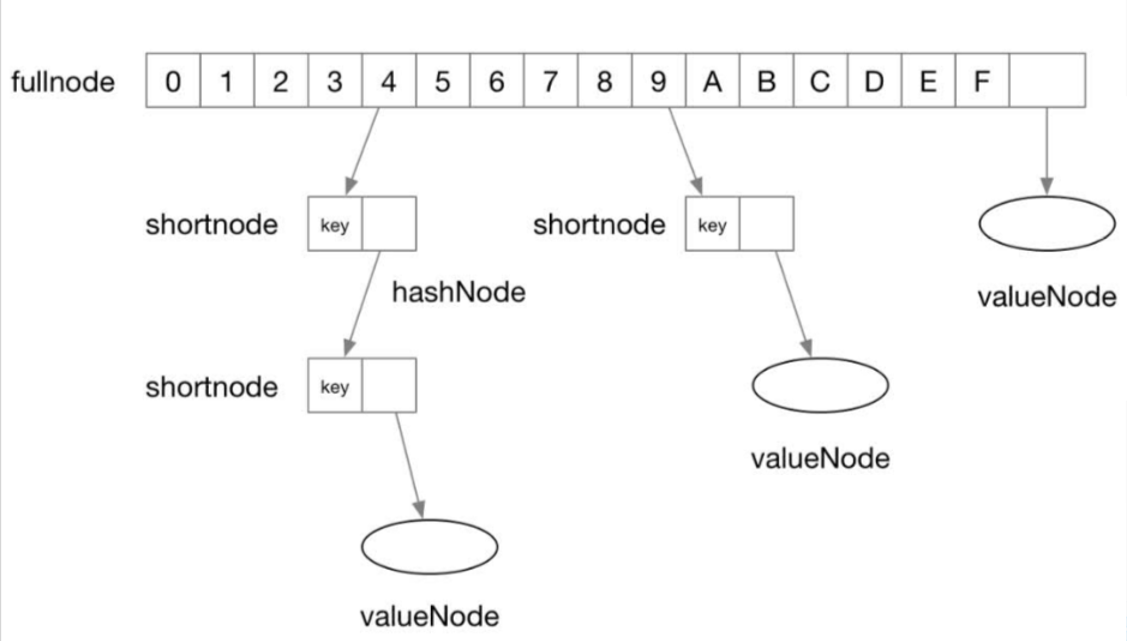 fullnode 0 1 2 3 4 5 6 7 8 9 A B C D E F
shortnode key shortnode key
hashNode valueNode
shortnode key
valueNode
valueNode